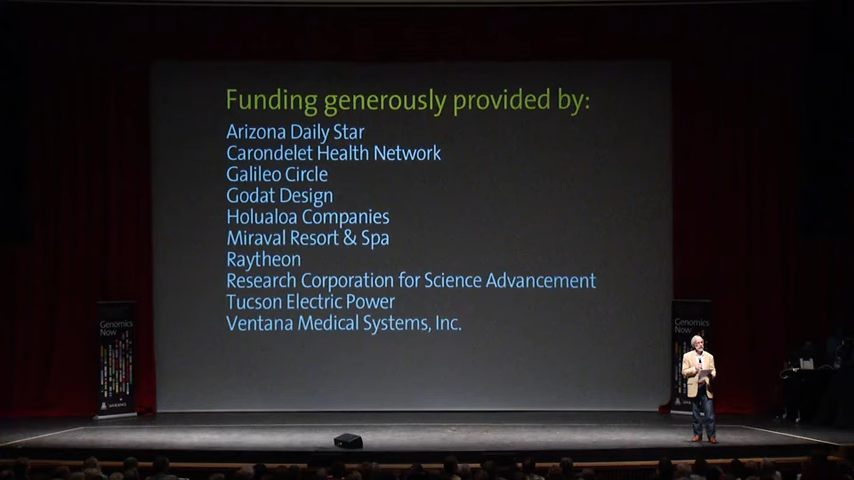 Funding generously provided by:
Arizona Daily Star
Carondelet Health Network
Galileo Circle
Godat Design
Holualoa Companies
Miraval Resort & Spa
Raytheon
Research Corporation for Science Advancement
Tucson Electric Power
Ventana Medical Systems, Inc.
Genomics
Now
Genomics
Now